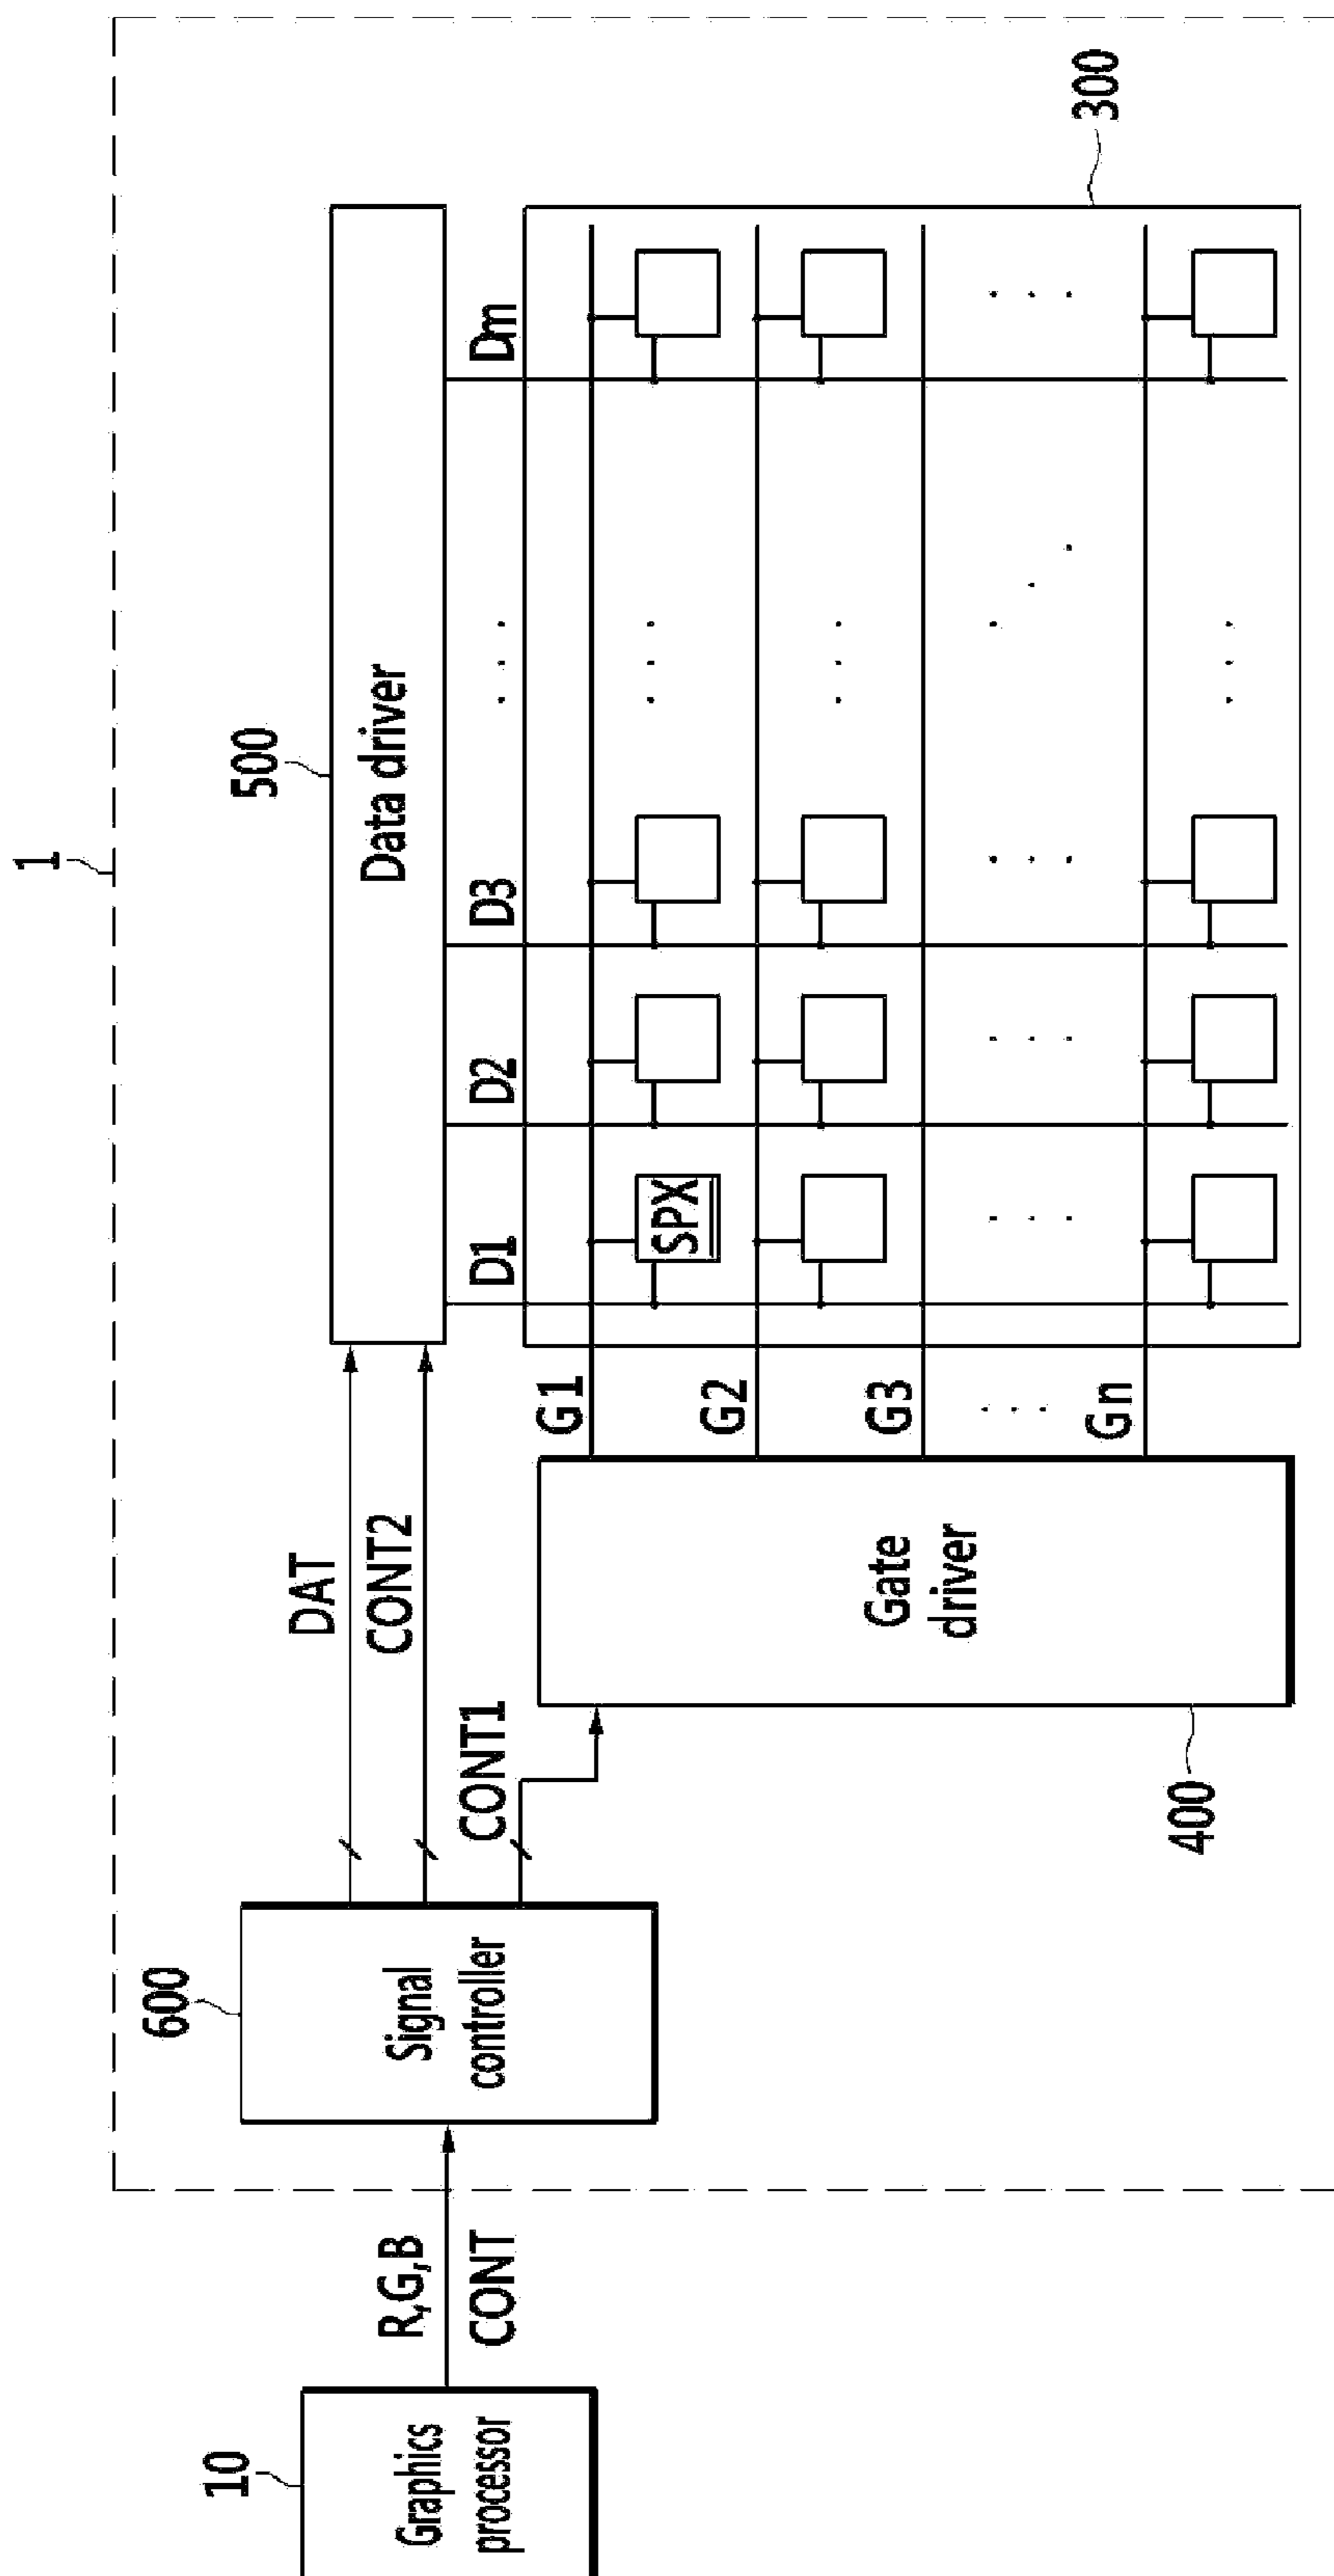 1
500
Data driver
600
DAT
CONT2
10
Signal
controller
R,G,B
CONT
Graphics
processor
CONT1
D1
D2
D3
. . .
Dm
G1
SPX
. . .
G2
. . .
G3
. . .
Gn
. . .
Gate
driver
300
400